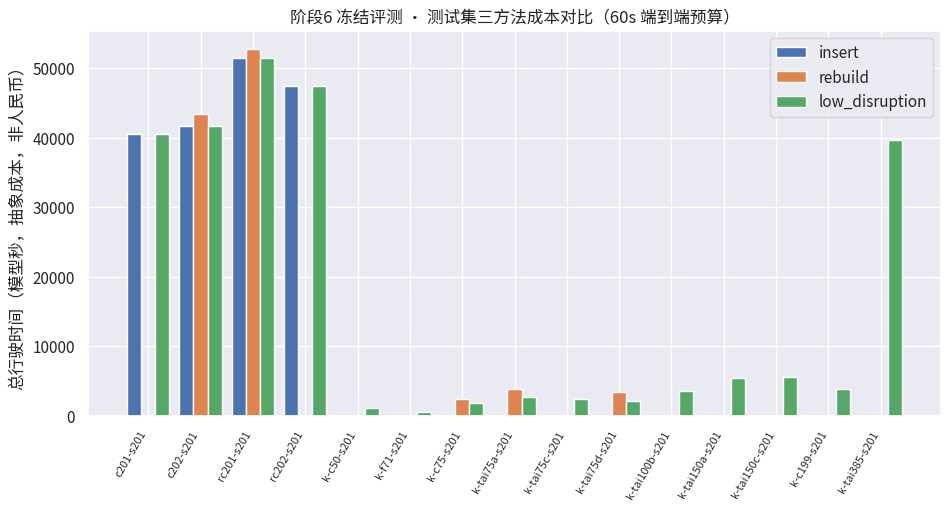 阶段6 冻结评测 · 测试集三方法成本对比（60s 端到端预算）
总行驶时间（模型秒，抽象成本，非人民币）
50000
40000
30000
20000
10000
0
insert
rebuild
low_disruption
c201-s201
c202-s201
rc201-s201
rc202-s201
k-c50-s201
k-f71-s201
k-c75-s201
k-tai75a-s201
k-tai75c-s201
k-tai75d-s201
k-tai100b-s201
k-tai150a-s201
k-tai150c-s201
k-c199-s201
k-tai385-s201